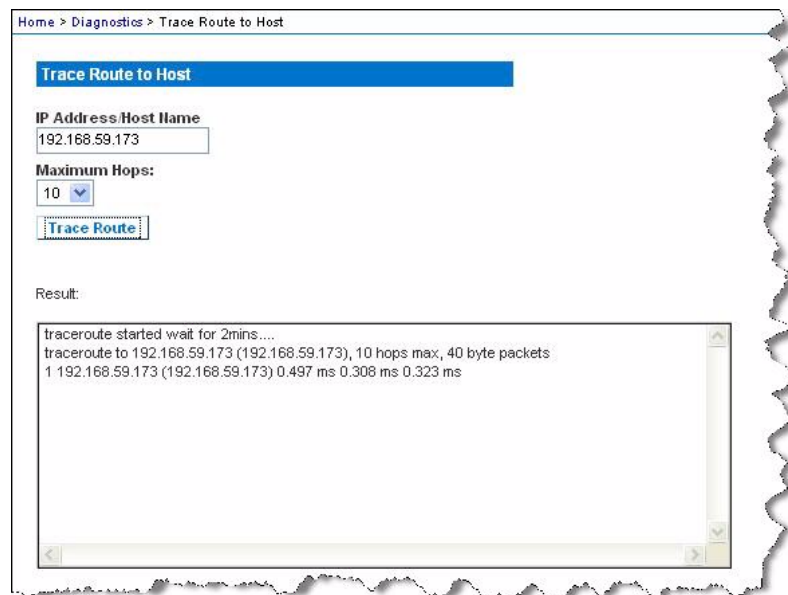 Home > Diagnostics > Trace Route to Host
Trace Route to Host
IP Address/Host Name
192.168.59.173
Maximum Hops:
10
Trace Route
Result:
traceroute started wait for 2mins....
traceroute to 192.168.59.173 (192.168.59.173), 10 hops max, 40 byte packets
1 192.168.59.173 (192.168.59.173) 0.497 ms 0.308 ms 0.323 ms